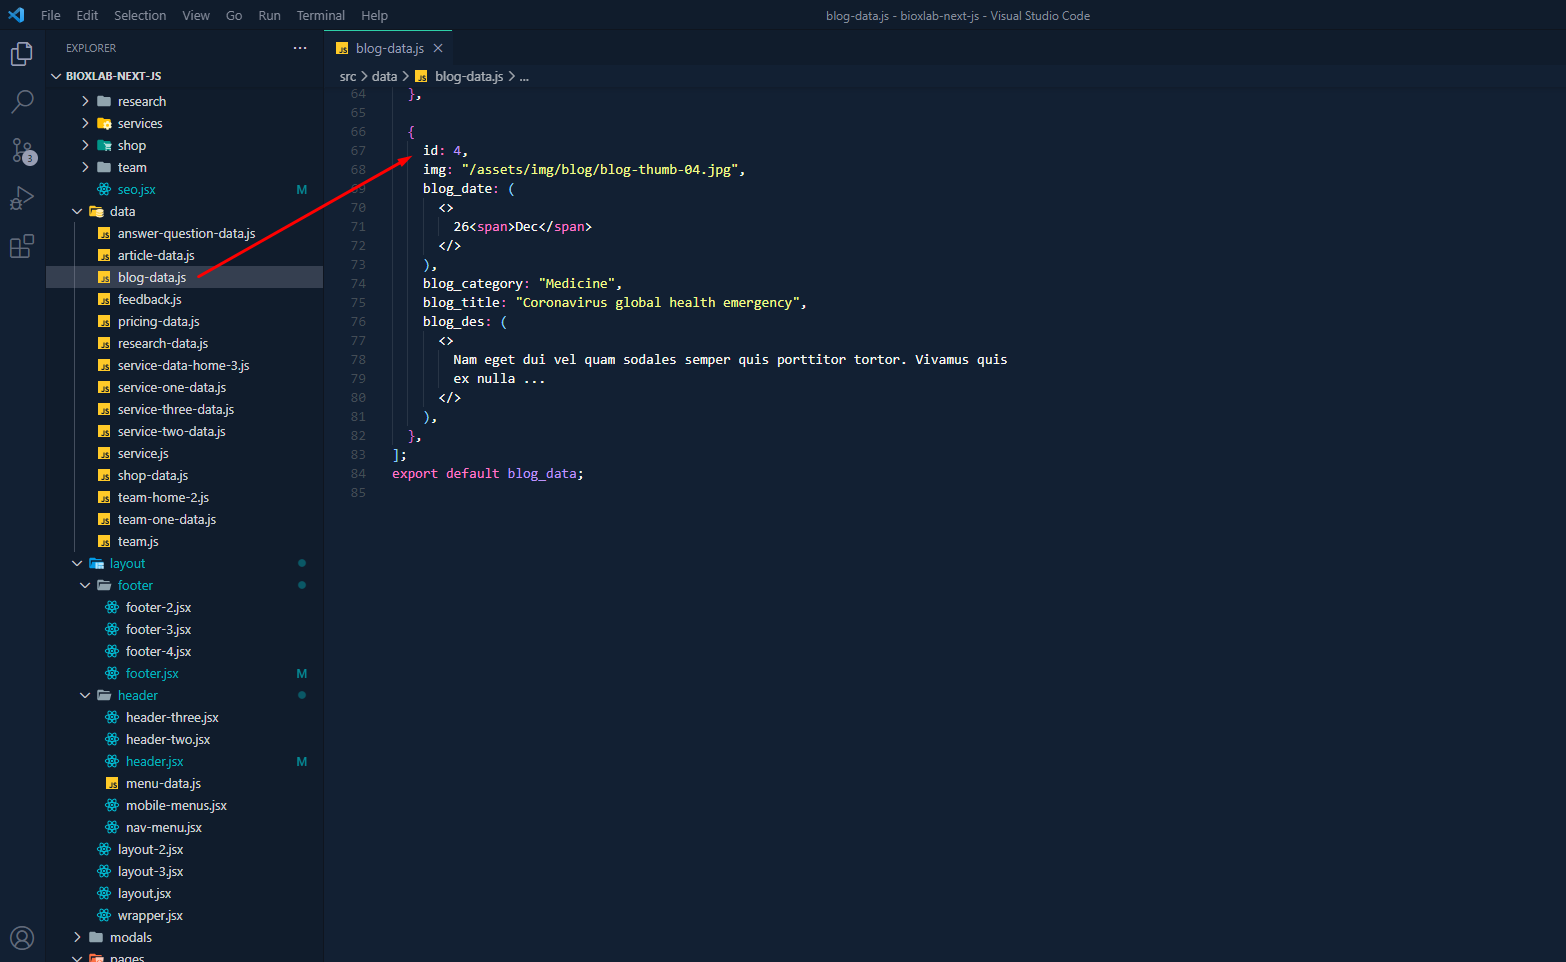 File Edit Selection View Go Run Terminal Help
blog-data.js - bioxlab-next-js - Visual Studio Code
EXPLORER
BIOXLAB-NEXT-JS
research
services
shop
team
seo.jsx M
data
answer-question-data.js
article-data.js
blog-data.js
feedback.js
pricing-data.js
research-data.js
service-data-home-3.js
service-one-data.js
service-three-data.js
service-two-data.js
service.js
shop-data.js
team-home-2.js
team-one-data.js
team.js
layout
footer
footer-2.jsx
footer-3.jsx
footer-4.jsx
footer.jsx M
header
header-three.jsx
header-two.jsx
header.jsx M
menu-data.js
mobile-menus.jsx
nav-menu.jsx
layout-2.jsx
layout-3.jsx
layout.jsx
wrapper.jsx
modals
pages
3
JS blog-data.js
src > data > JS blog-data.js > ...
64 },
65
66 {
67 id: 4,
68 img: "/assets/img/blog/blog-thumb-04.jpg",
69 blog_date: (
70 <>
71 26<span>Dec</span>
72 </>
73 ),
74 blog_category: "Medicine",
75 blog_title: "Coronavirus global health emergency",
76 blog_des: (
77 <>
78 Nam eget dui vel quam sodales semper quis porttitor tortor. Vivamus quis
79 ex nulla ...
80 </>
81 ),
82 },
83 ];
84 export default blog_data;
85